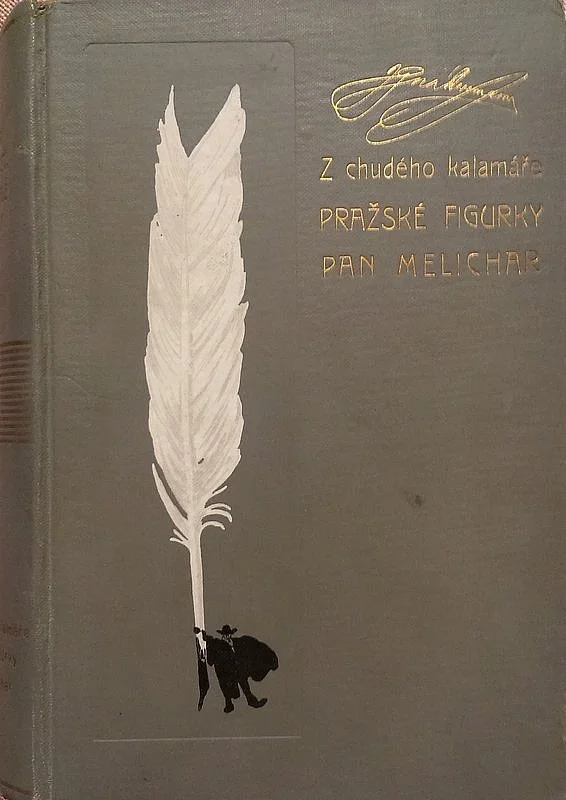 Z chudého kalamáře
PRAŽSKÉ FIGURKY
PAN MELICHAR